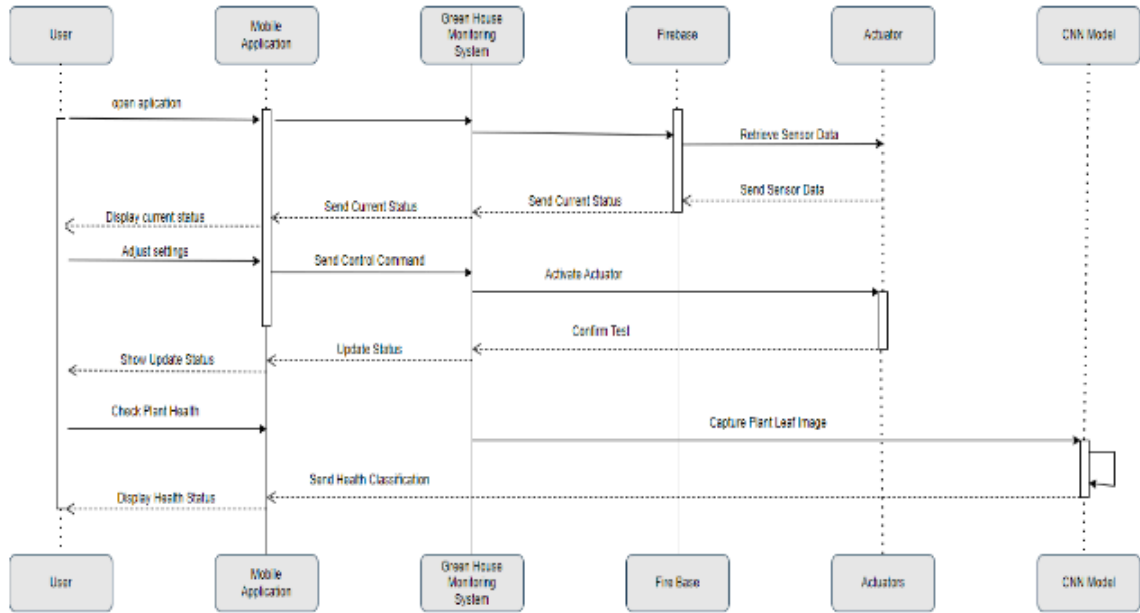 User
Mobile
Application
Green House
Monitoring
System
Firebase
Actuator
CNN Model
open aplication
Retrieve Sensor Data
Send Sensor Data
Send Current Status
Send Current Status
Display current status
Adjust settings
Send Control Command
Activate Actuator
Confirm Test
Update Status
Show Update Status
Check Plant Health
Capture Plant Leaf Image
Send Health Classification
Display Health Status
User
Mobile
Application
Green House
Monitoring
System
Fire Base
Actuators
CNN Model